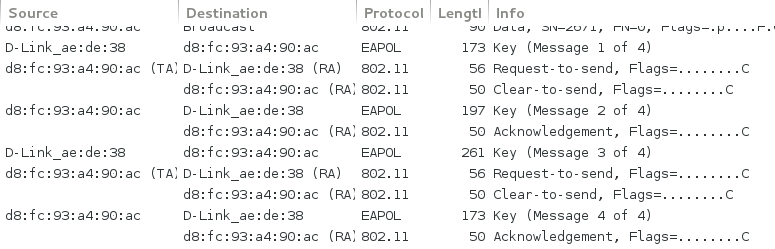 Source Destination Protocol Lengtl Info
d8:fc:93:a4:90:ac Broadcast 802.11 90 Data, SN=2671, FN=0, Flags=.p....F.
D-Link_ae:de:38 d8:fc:93:a4:90:ac EAPOL 173 Key (Message 1 of 4)
d8:fc:93:a4:90:ac (TA) D-Link_ae:de:38 (RA) 802.11 56 Request-to-send, Flags=........C
d8:fc:93:a4:90:ac (RA) 802.11 50 Clear-to-send, Flags=........C
d8:fc:93:a4:90:ac D-Link_ae:de:38 EAPOL 197 Key (Message 2 of 4)
d8:fc:93:a4:90:ac (RA) 802.11 50 Acknowledgement, Flags=........C
D-Link_ae:de:38 d8:fc:93:a4:90:ac EAPOL 261 Key (Message 3 of 4)
d8:fc:93:a4:90:ac (TA) D-Link_ae:de:38 (RA) 802.11 56 Request-to-send, Flags=........C
d8:fc:93:a4:90:ac (RA) 802.11 50 Clear-to-send, Flags=........C
d8:fc:93:a4:90:ac D-Link_ae:de:38 EAPOL 173 Key (Message 4 of 4)
d8:fc:93:a4:90:ac (RA) 802.11 50 Acknowledgement, Flags=........C